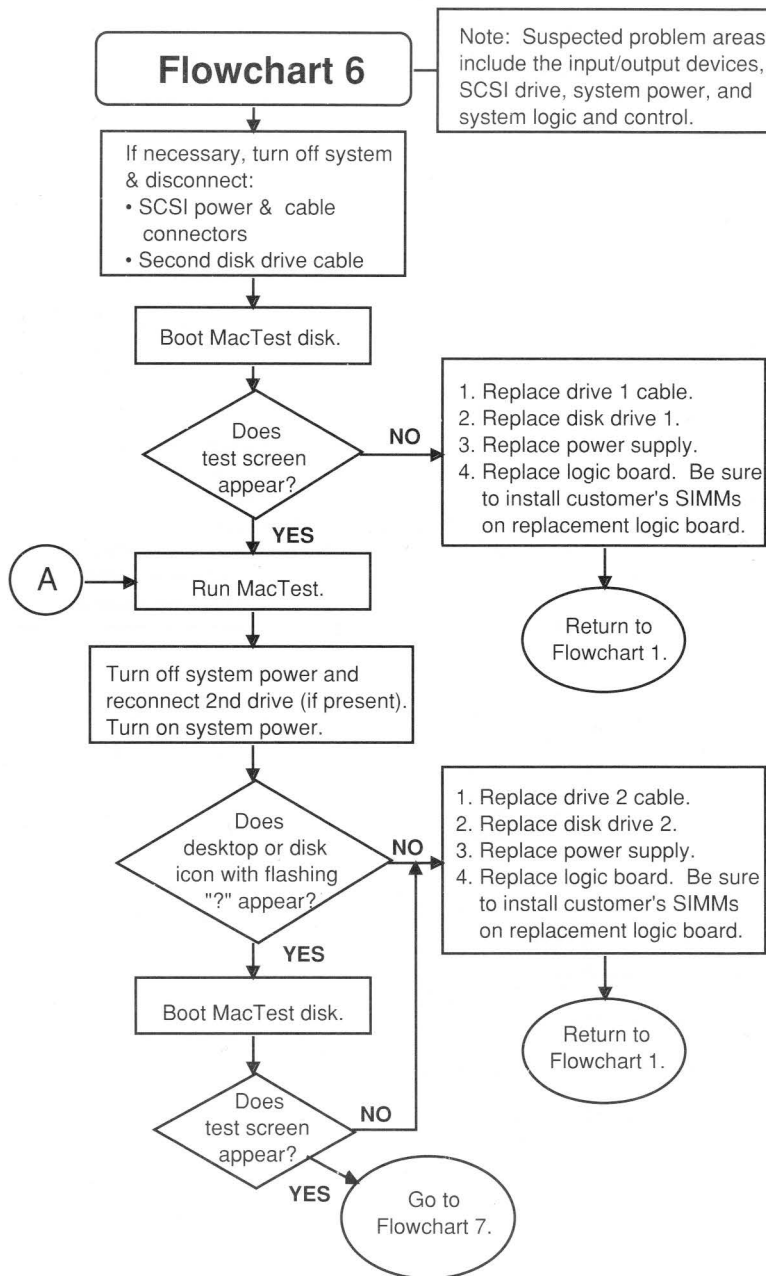 Flowchart 6
Note: Suspected problem areas
include the input/output devices,
SCSI drive, system power, and
system logic and control.
If necessary, turn off system
& disconnect:
• SCSI power & cable
connectors
• Second disk drive cable
Boot MacTest disk.
Does
test screen
appear?
NO
1. Replace drive 1 cable.
2. Replace disk drive 1.
3. Replace power supply.
4. Replace logic board. Be sure
to install customer's SIMMs
on replacement logic board.
Return to
Flowchart 1.
YES
A
Run MacTest.
Turn off system power and
reconnect 2nd drive (if present).
Turn on system power.
Does
desktop or disk
icon with flashing
"?" appear?
NO
1. Replace drive 2 cable.
2. Replace disk drive 2.
3. Replace power supply.
4. Replace logic board. Be sure
to install customer's SIMMs
on replacement logic board.
Return to
Flowchart 1.
YES
Boot MacTest disk.
Does
test screen
appear?
NO
YES
Go to
Flowchart 7.